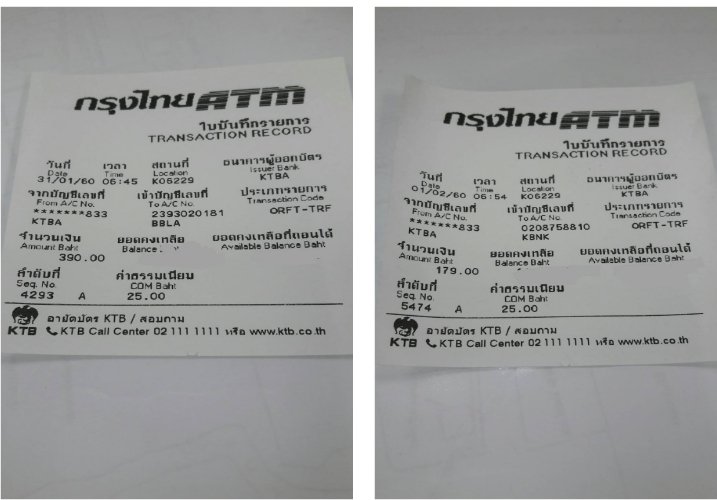 กรุงไทย ATM
ใบบันทึกรายการ
TRANSACTION RECORD
วันที่ เวลา สถานที่ ธนาคารผู้ออกบัตร
Date Time Location Issuer Bank
31/01/60 06:45 K06229 KTBA
จากบัญชีเลขที่ เข้าบัญชีเลขที่ ประเภทรายการ
From A/C No. To A/C No. Transaction Code
*******833 2393020181 ORFT-TRF
KTBA BBLA
จำนวนเงิน ยอดคงเหลือ ยอดคงเหลือที่ถอนได้
Amount Baht Balance Available Balance Baht
390.00
ลำดับที่ ค่าธรรมเนียม
Seq. No. COM Baht
4293 A 25.00
KTB อายัดบัตร KTB / สอบถาม
KTB Call Center 02 111 1111 หรือ www.ktb.co.th
กรุงไทย ATM
ใบบันทึกรายการ
TRANSACTION RECORD
วันที่ เวลา สถานที่ ธนาคารผู้ออกบัตร
Date Time Location Issuer Bank
01/02/60 06:54 K06229 KTBA
จากบัญชีเลขที่ เข้าบัญชีเลขที่ ประเภทรายการ
From A/C No. To A/C No. Transaction Code
*******833 0208758810 ORFT-TRF
KTBA KBNK
จำนวนเงิน ยอดคงเหลือ ยอดคงเหลือที่ถอนได้
Amount Baht Balance Baht Available Balance Baht
179.00
ลำดับที่ ค่าธรรมเนียม
Seq. No. COM Baht
5474 A 25.00
KTB อายัดบัตร KTB / สอบถาม
KTB Call Center 02 111 1111 หรือ www.ktb.co.th